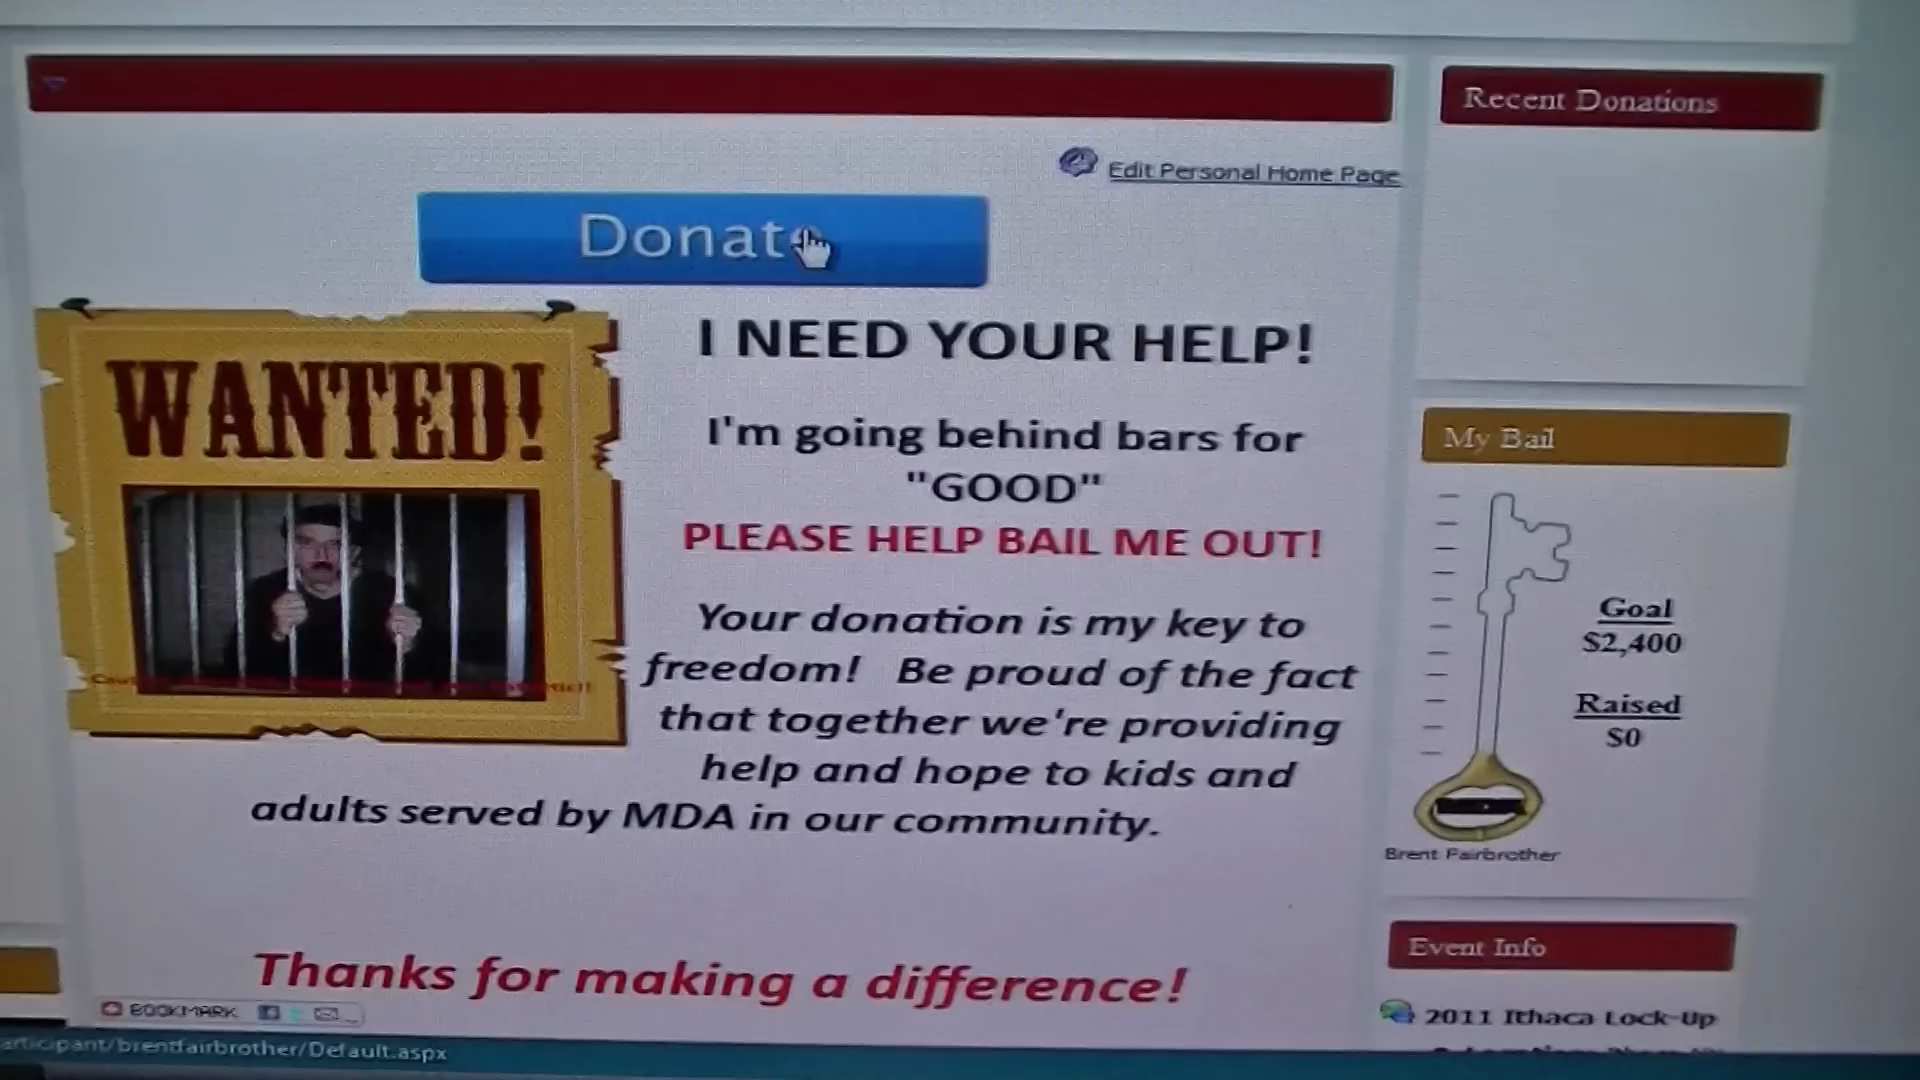 Recent Donations
Edit Personal Home Page
Donat
WANTED!
I NEED YOUR HELP!
I'm going behind bars for
"GOOD"
PLEASE HELP BAIL ME OUT!
Your donation is my key to
freedom! Be proud of the fact
that together we're providing
help and hope to kids and
adults served by MDA in our community.
Thanks for making a difference!
My Bail
Goal
$2,400
Raised
$0
Brent Fairbrother
Event Info
2011 Ithaca Lock-Up
BOOKMARK
articipant/brentfairbrother/Default.aspx